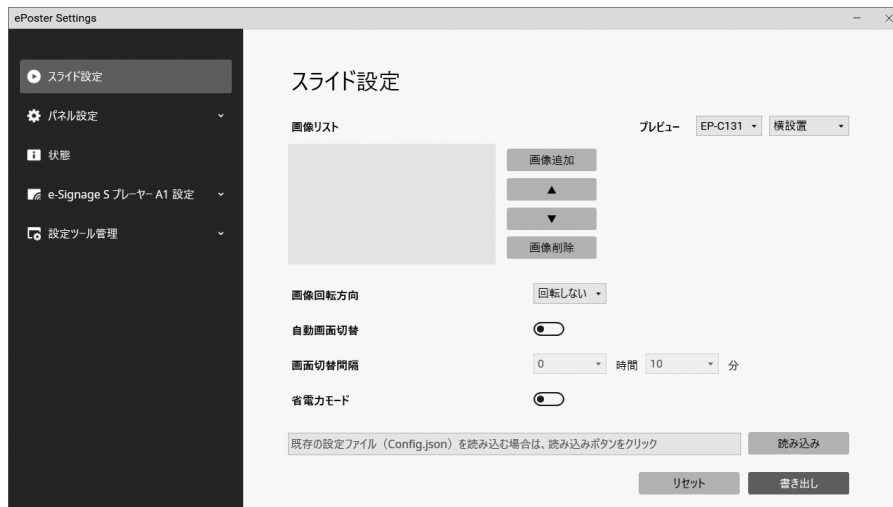 ePoster Settings
スライド設定
パネル設定
状態
e-Signage S プレーヤー A1 設定
設定ツール管理
スライド設定
画像リスト
プレビュー EP-C131 横設置
画像追加
▲
▼
画像削除
画像回転方向 回転しない
自動画面切替
画面切替間隔 0 時間 10 分
省電力モード
既存の設定ファイル（Config.json）を読み込む場合は、読み込みボタンをクリック 読み込み
リセット 書き出し